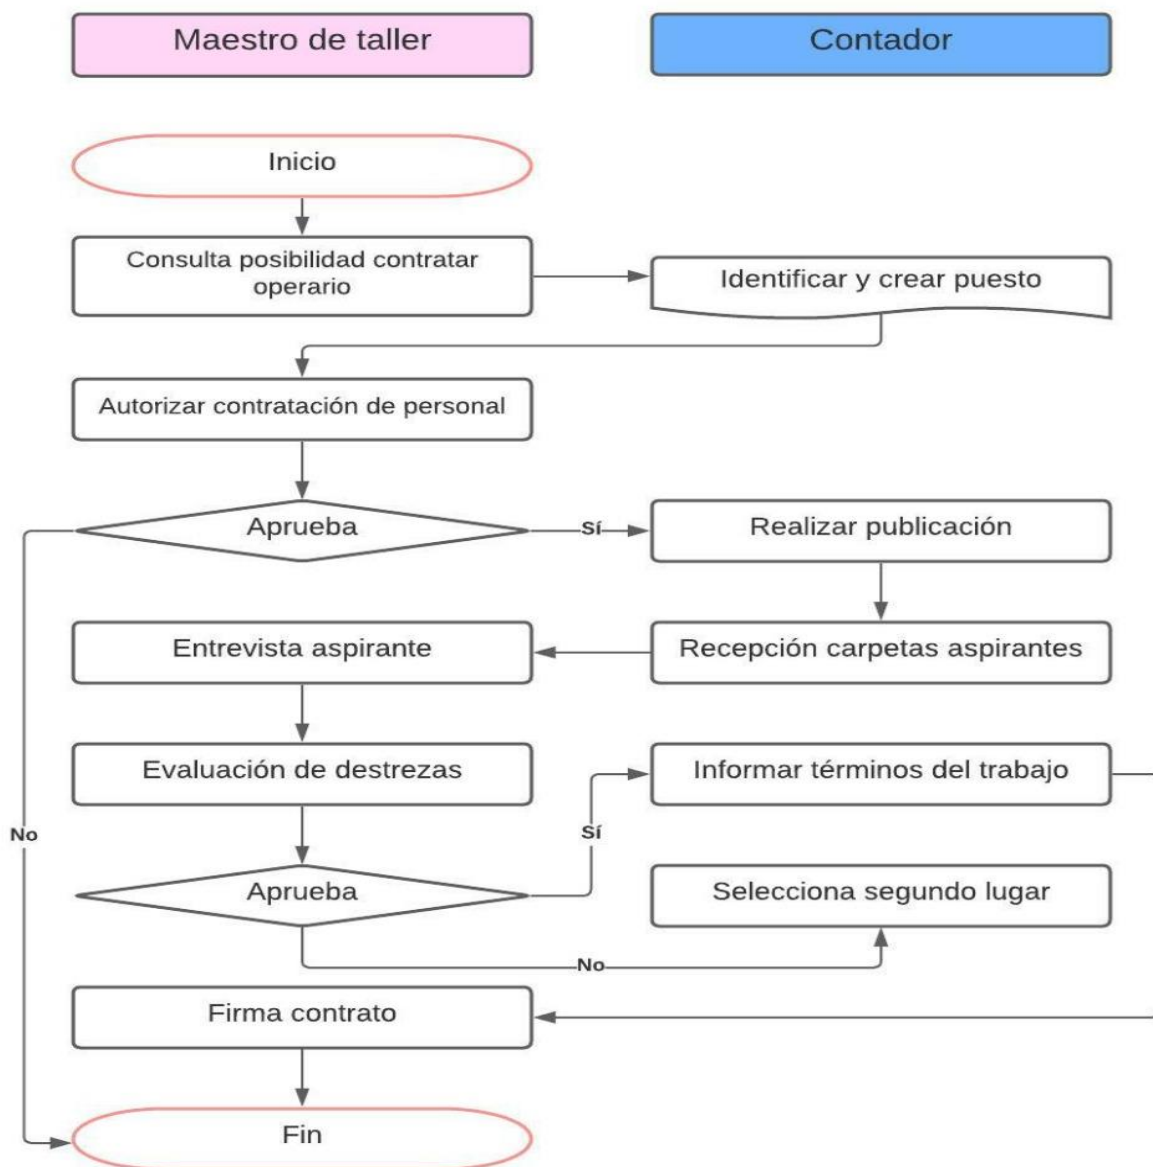 Maestro de taller
Contador
Inicio
Consulta posibilidad contratar
operario
Identificar y crear puesto
Autorizar contratación de personal
Aprueba
Sí
Realizar publicación
Entrevista aspirante
Recepción carpetas aspirantes
Evaluación de destrezas
Informar términos del trabajo
No
Sí
Aprueba
Selecciona segundo lugar
No
Firma contrato
Fin